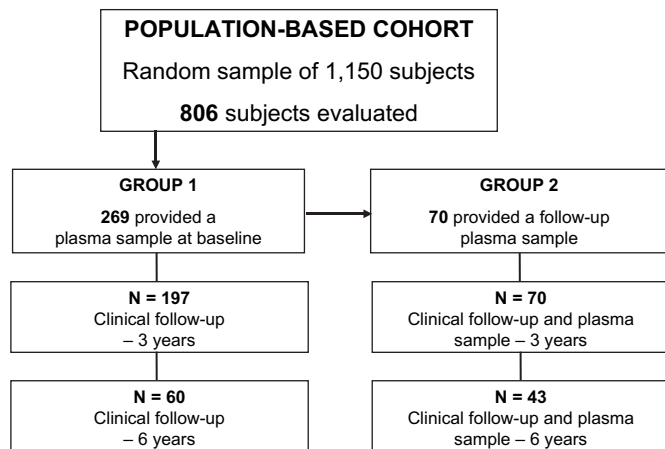 POPULATION-BASED COHORT
Random sample of 1,150 subjects
806 subjects evaluated
GROUP 1
269 provided a
plasma sample at baseline
GROUP 2
70 provided a follow-up
plasma sample
N = 197
Clinical follow-up
– 3 years
N = 70
Clinical follow-up and plasma
sample – 3 years
N = 60
Clinical follow-up
– 6 years
N = 43
Clinical follow-up and plasma
sample – 6 years